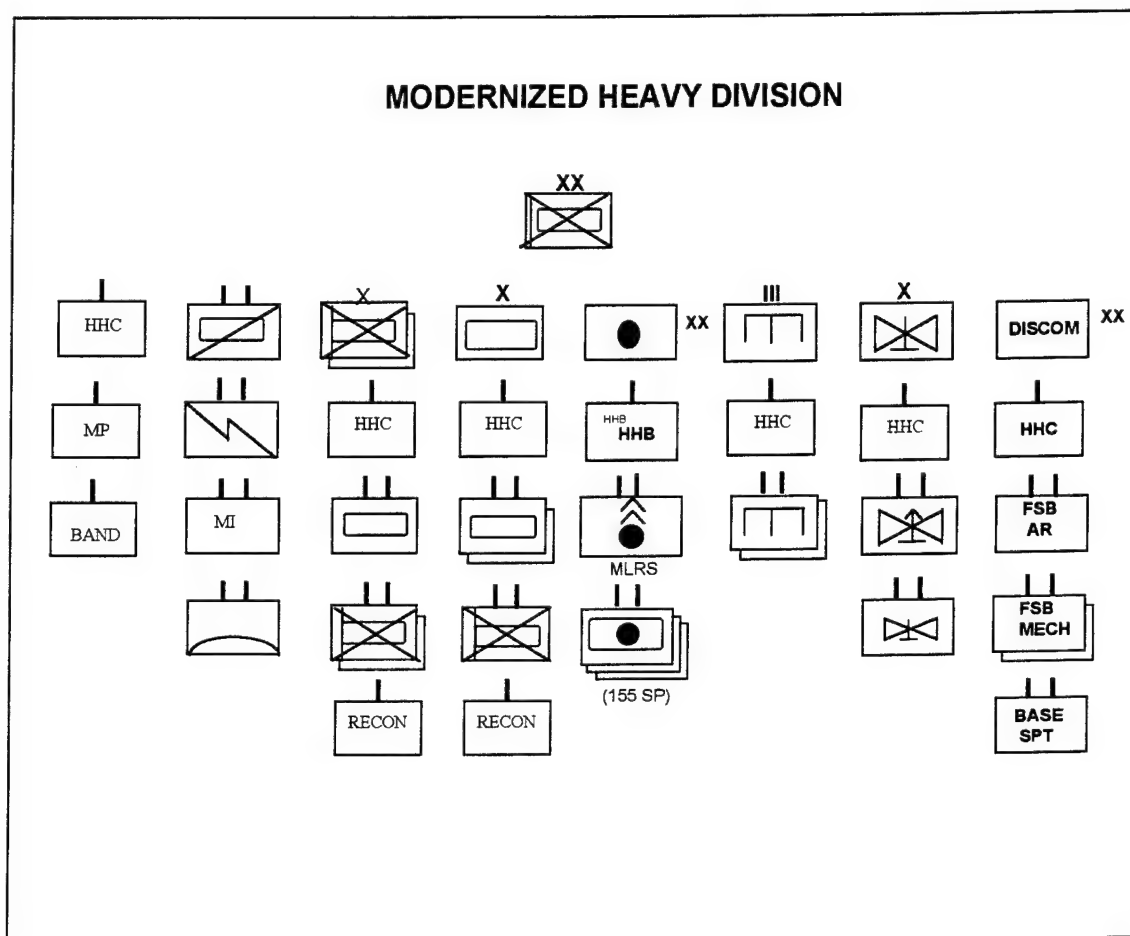 MODERNIZED HEAVY DIVISION
XX
X
X
III
X
HHC
XX
DISCOM
XX
MP
HHC
HHC
HHB
HHB
HHC
HHC
HHC
BAND
MI
MLRS
FSB
AR
(155 SP)
FSB
MECH
RECON
RECON
BASE
SPT